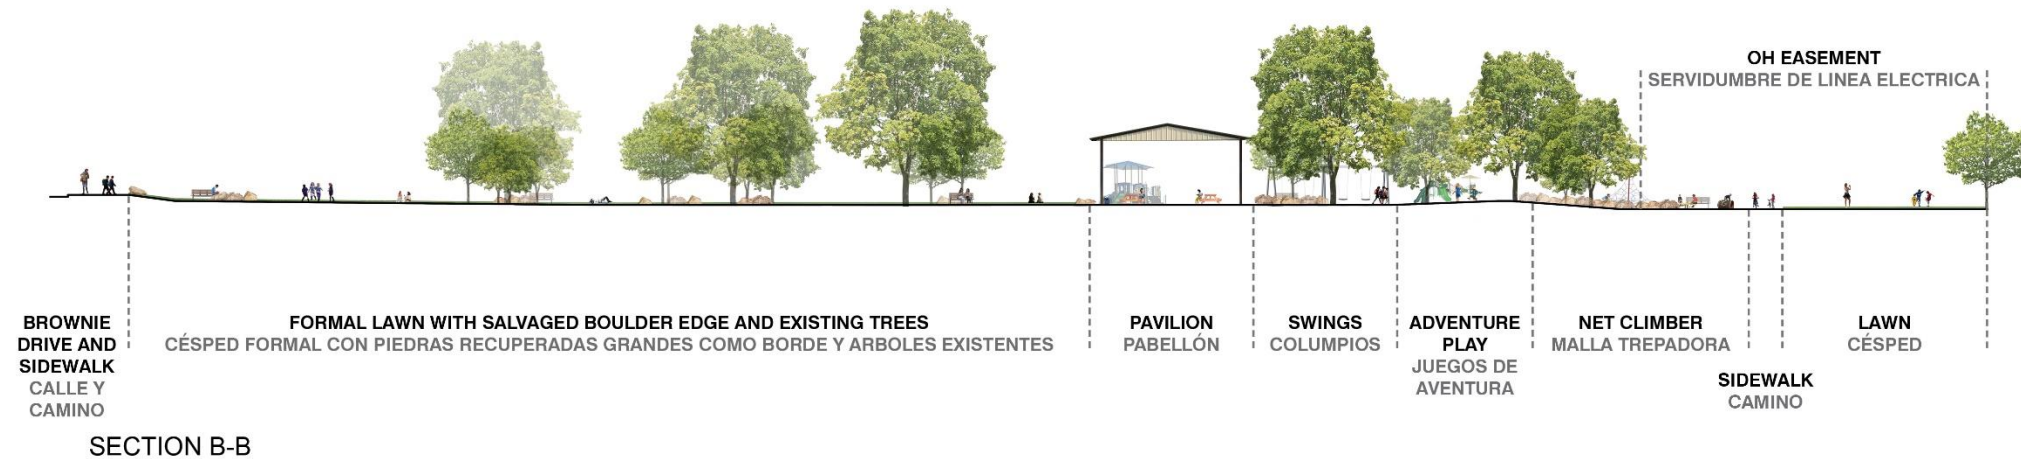 OH EASEMENT
SERVIDUMBRE DE LINEA ELECTRICA
BROWNIE
DRIVE AND
SIDEWALK
CALLE Y
CAMINO
FORMAL LAWN WITH SALVAGED BOULDER EDGE AND EXISTING TREES
CÉSPED FORMAL CON PIEDRAS RECUPERADAS GRANDES COMO BORDE Y ARBOLES EXISTENTES
PAVILION
PABELLÓN
SWINGS
COLUMPIOS
ADVENTURE
PLAY
JUEGOS DE
AVENTURA
NET CLIMBER
MALLA TREPADORA
SIDEWALK
CAMINO
LAWN
CÉSPED
SECTION B-B